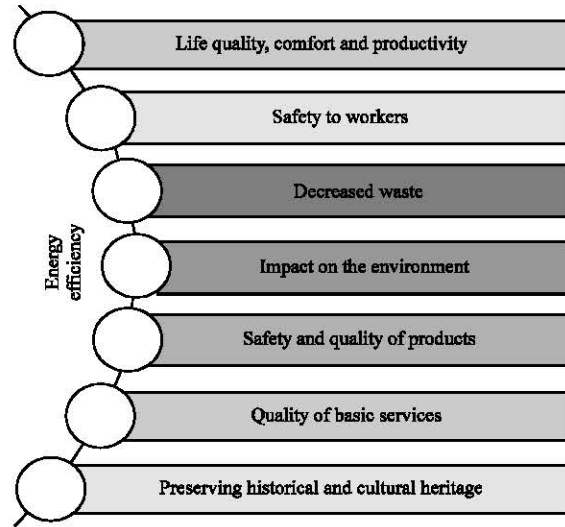 Life quality, comfort and productivity
Safety to workers
Decreased waste
Energy
efficiency
Impact on the environment
Safety and quality of products
Quality of basic services
Preserving historical and cultural heritage